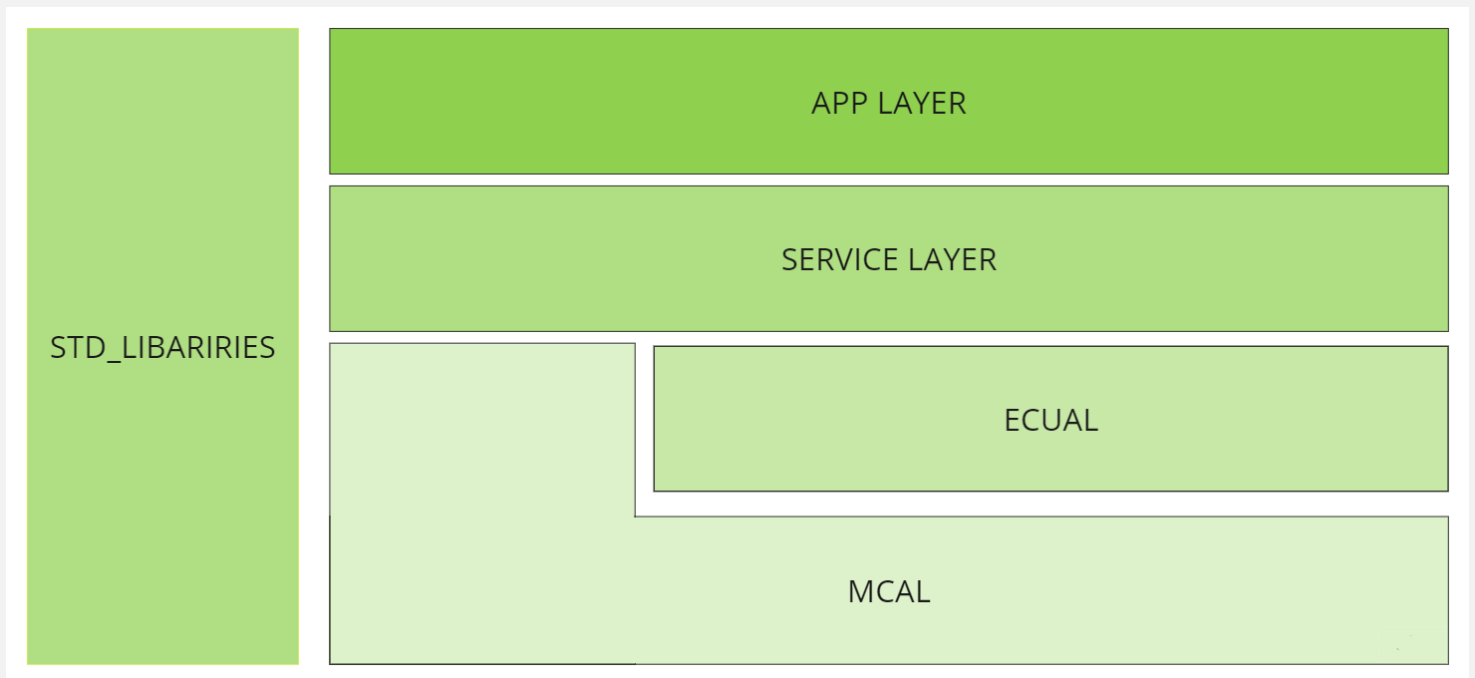 APP LAYER
SERVICE LAYER
STD_LIBARIRIES
ECUAL
MCAL